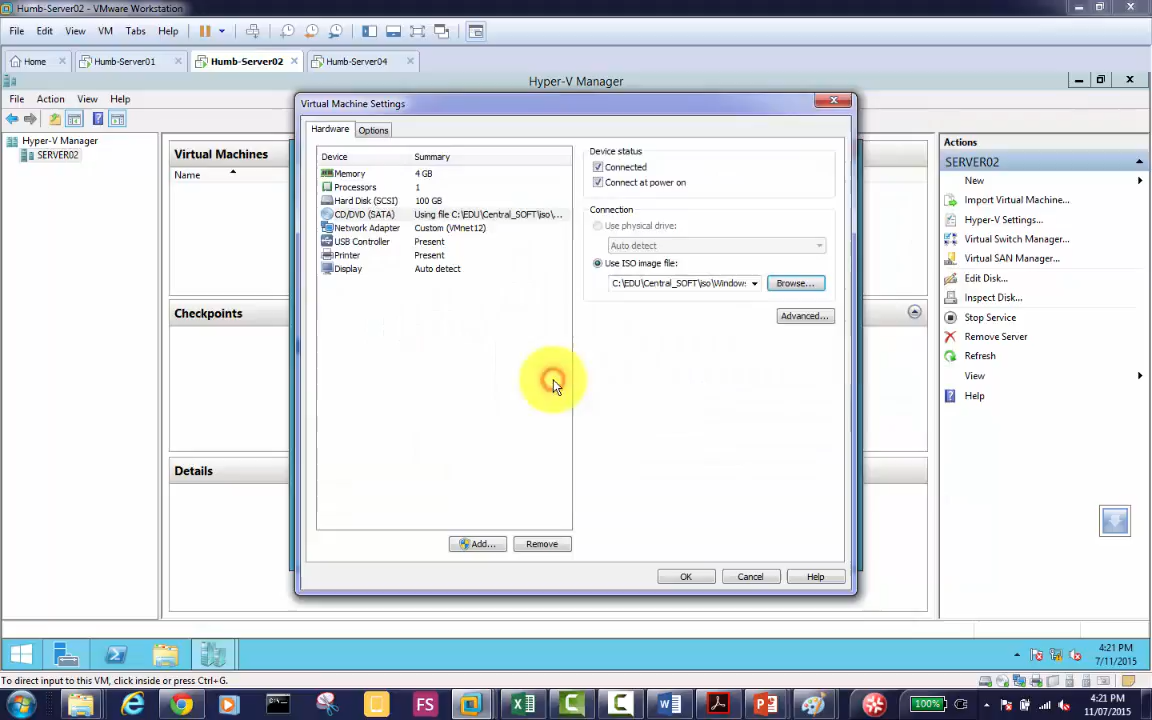 Humb-Server02 - VMware Workstation
File Edit View VM Tabs Help
Home Humb-Server01 Humb-Server02 Humb-Server04
Hyper-V Manager
File Action View Help
Hyper-V Manager
SERVER02
Virtual Machines
Name
Checkpoints
Details
Virtual Machine Settings
Hardware Options
Device Summary
Memory 4 GB
Processors 1
Hard Disk (SCSI) 100 GB
CD/DVD (SATA) Using file C:\EDU\Central_SOFT\iso\...
Network Adapter Custom (VMnet12)
USB Controller Present
Printer Present
Display Auto detect
Add... Remove
Device status
Connected
Connect at power on
Connection
Use physical drive:
Auto detect
Use ISO image file:
C:\EDU\Central_SOFT\iso\Window: Browse...
Advanced...
OK Cancel Help
Actions
SERVER02
New
Import Virtual Machine...
Hyper-V Settings...
Virtual Switch Manager...
Virtual SAN Manager...
Edit Disk...
Inspect Disk...
Stop Service
Remove Server
Refresh
View
Help
4:21 PM
7/11/2015
To direct input to this VM, click inside or press Ctrl+G.
FS
100%
4:21 PM
11/07/2015